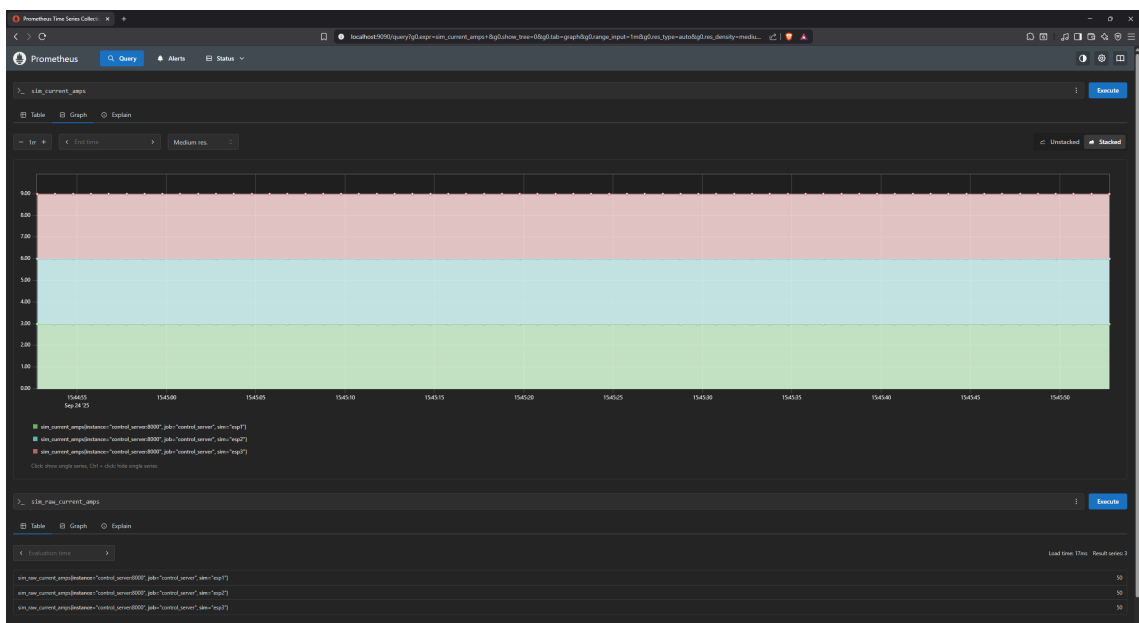 Prometheus Time Series Collecti × +
localhost:9090/query?g0.expr=sim_current_amps+&g0.show_tree=0&g0.tab=graph&g0.range_input=1m&g0.res_type=auto&g0.res_density=mediu...
Prometheus Query Alerts Status
>_ sim_current_amps Execute
Table Graph Explain
− 1m + < End time > Medium res. Unstacked Stacked
9.00
8.00
7.00
6.00
5.00
4.00
3.00
2.00
1.00
0.00
15:44:55 15:45:00 15:45:05 15:45:10 15:45:15 15:45:20 15:45:25 15:45:30 15:45:35 15:45:40 15:45:45 15:45:50
Sep 24 '25
sim_current_amps{instance="control_server:8000", job="control_server", sim="esp1"}
sim_current_amps{instance="control_server:8000", job="control_server", sim="esp2"}
sim_current_amps{instance="control_server:8000", job="control_server", sim="esp3"}
Click: show single series, Ctrl + click: hide single series
>_ sim_raw_current_amps Execute
Table Graph Explain
< Evaluation time > Load time: 17ms Result series: 3
sim_raw_current_amps{instance="control_server:8000", job="control_server", sim="esp1"} 50
sim_raw_current_amps{instance="control_server:8000", job="control_server", sim="esp2"} 50
sim_raw_current_amps{instance="control_server:8000", job="control_server", sim="esp3"} 50